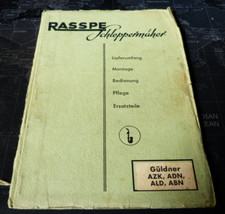 RASSPE
Schleppermäher
Lieferumfang
Montage
Bedienung
Pflege
Ersatzteile
Güldner
AZK, ADN,
ALD, ABN